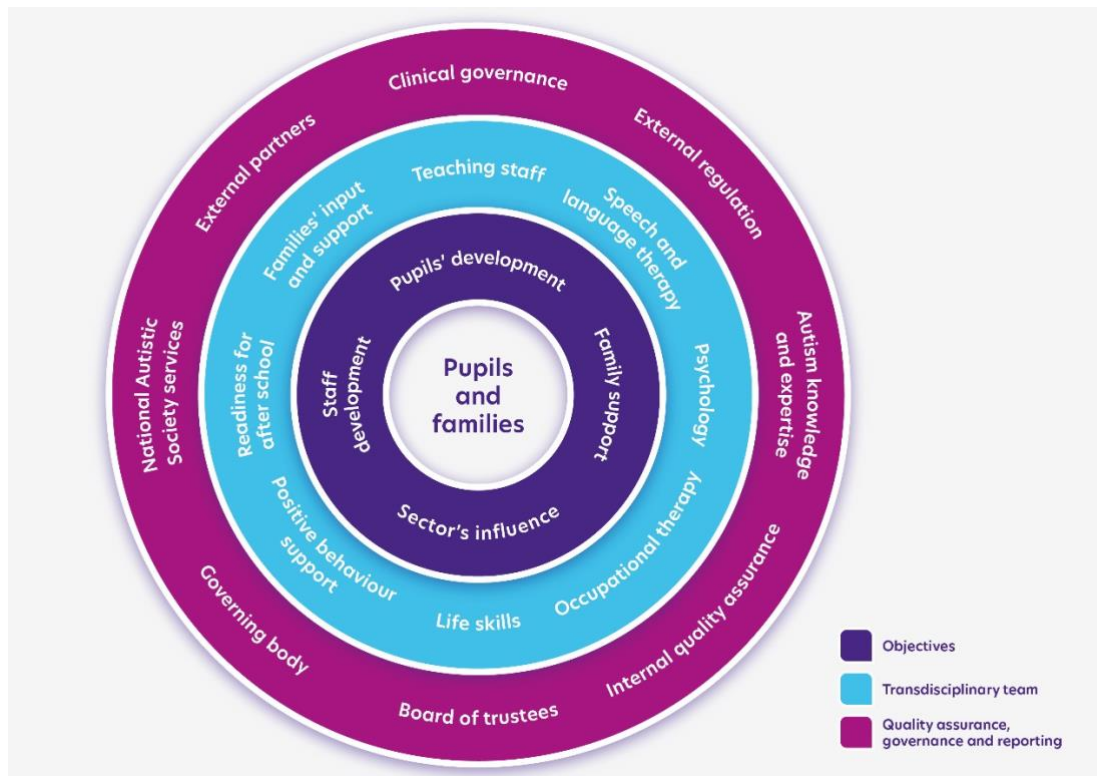 Clinical governance
External regulation
Autism knowledge
and expertise
Internal quality assurance
Board of trustees
Governing body
National Autistic
Society services
External partners
Teaching staff
Speech and
language therapy
Psychology
Occupational therapy
Life skills
Positive behaviour
support
Readiness for
after school
Families' input
and support
Pupils' development
Family support
Sector's influence
Staff
development
Pupils
and
families
Objectives
Transdisciplinary team
Quality assurance,
governance and reporting